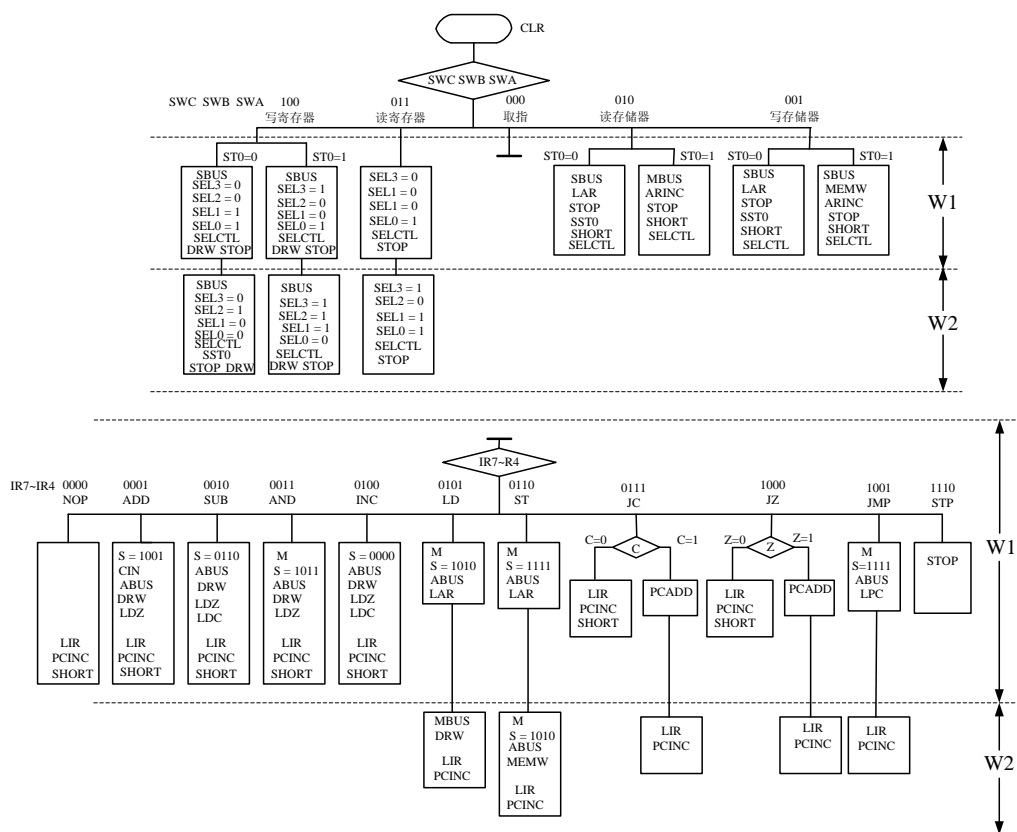 CLR
SWC SWB SWA
SWC SWB SWA 100 011 000 010 001
写寄存器 读寄存器 取指 读存储器 写存储器
ST0=0 ST0=1 ST0=0 ST0=1 ST0=0 ST0=1
SBUS
SEL3 = 0
SEL2 = 0
SEL1 = 1
SEL0 = 1
SELCTL
DRW STOP
SBUS
SEL3 = 1
SEL2 = 0
SEL1 = 0
SEL0 = 1
SELCTL
DRW STOP
SEL3 = 0
SEL1 = 0
SEL1 = 0
SEL0 = 1
SELCTL
STOP
SBUS
LAR
STOP
SST0
SHORT
SELCTL
MBUS
ARINC
STOP
SHORT
SELCTL
SBUS
LAR
STOP
SST0
SHORT
SELCTL
SBUS
MEMW
ARINC
STOP
SHORT
SELCTL
W1
SBUS
SEL3 = 0
SEL2 = 1
SEL1 = 0
SEL0 = 0
SELCTL
SST0
STOP DRW
SBUS
SEL3 = 1
SEL2 = 1
SEL1 = 1
SEL0 = 0
SELCTL
DRW STOP
SEL3 = 1
SEL2 = 0
SEL1 = 1
SEL0 = 1
SELCTL
STOP
W2
IR7~R4
IR7~IR4 0000 0001 0010 0011 0100 0101 0110 0111 1000 1001 1110
NOP ADD SUB AND INC LD ST JC JZ JMP STP
C=0 C C=1 Z=0 Z Z=1
LIR
PCINC
SHORT
S = 1001
CIN
ABUS
DRW
LDZ
LIR
PCINC
SHORT
S = 0110
ABUS
DRW
LDZ
LDC
LIR
PCINC
SHORT
M
S = 1011
ABUS
DRW
LDZ
LIR
PCINC
SHORT
S = 0000
ABUS
DRW
LDZ
LDC
LIR
PCINC
SHORT
M
S = 1010
ABUS
LAR
M
S = 1111
ABUS
LAR
LIR
PCINC
SHORT
PCADD
LIR
PCINC
SHORT
PCADD
M
S=1111
ABUS
LPC
STOP
W1
MBUS
DRW
LIR
PCINC
M
S = 1010
ABUS
MEMW
LIR
PCINC
LIR
PCINC
LIR
PCINC
LIR
PCINC
W2